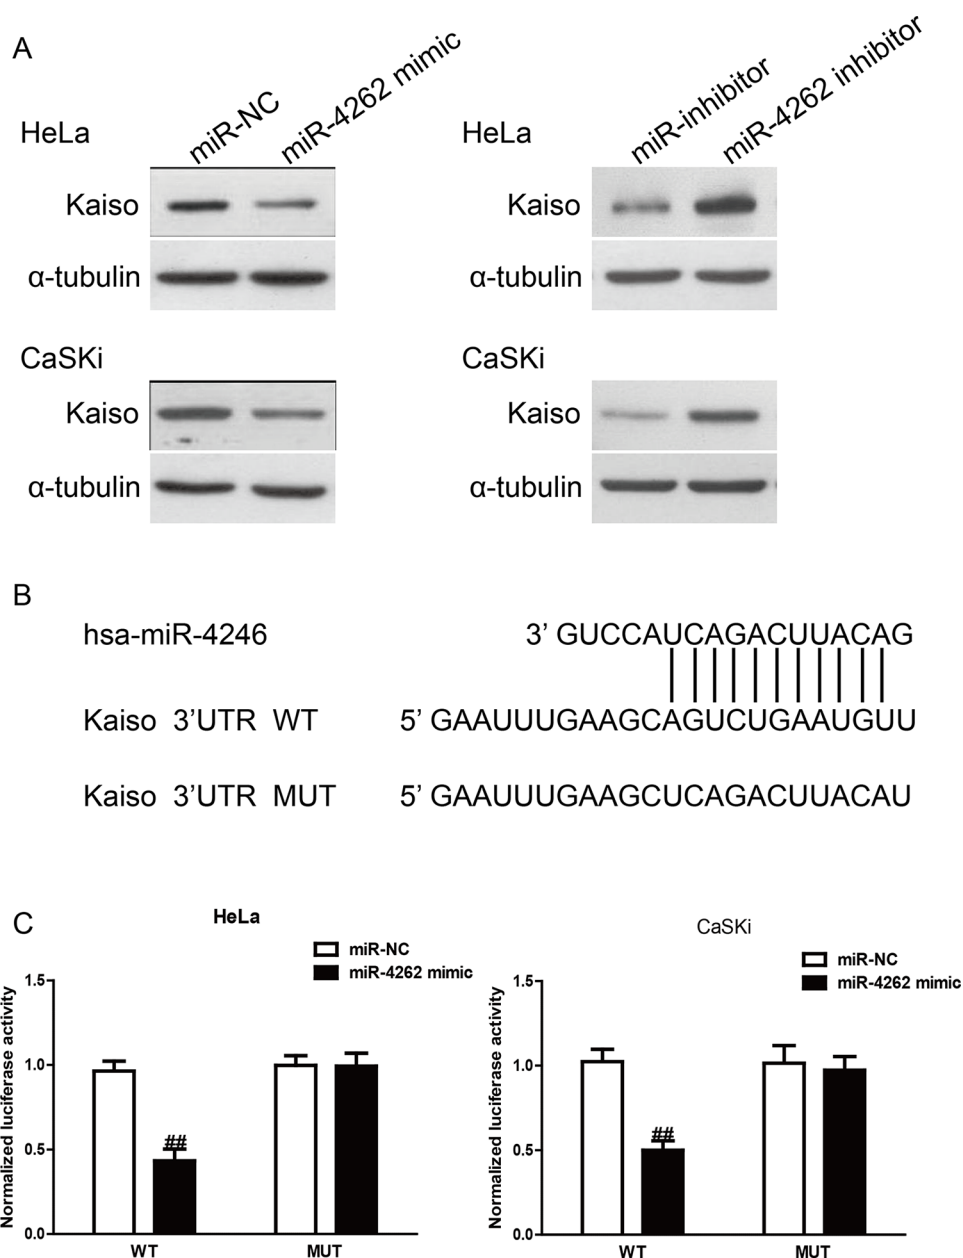 A
miR-NC miR-4262 mimic miR-inhibitor miR-4262 inhibitor
HeLa HeLa
Kaiso Kaiso
α-tubulin α-tubulin
CaSKi CaSKi
Kaiso Kaiso
α-tubulin α-tubulin
B
hsa-miR-4246 3’ GUCCAUCAGACUUACAG
Kaiso 3’UTR WT 5’ GAAUUUGAAGCAGUCUGAAUGUU
Kaiso 3’UTR MUT 5’ GAAUUUGAAGCUCAGACUUACAU
C
HeLa
miR-NC
miR-4262 mimic
Normalized luciferase activity
1.5
1.0
0.5
0.0
##
WT MUT
CaSKi
miR-NC
miR-4262 mimic
Normalized luciferase activity
1.5
1.0
0.5
0.0
##
WT MUT